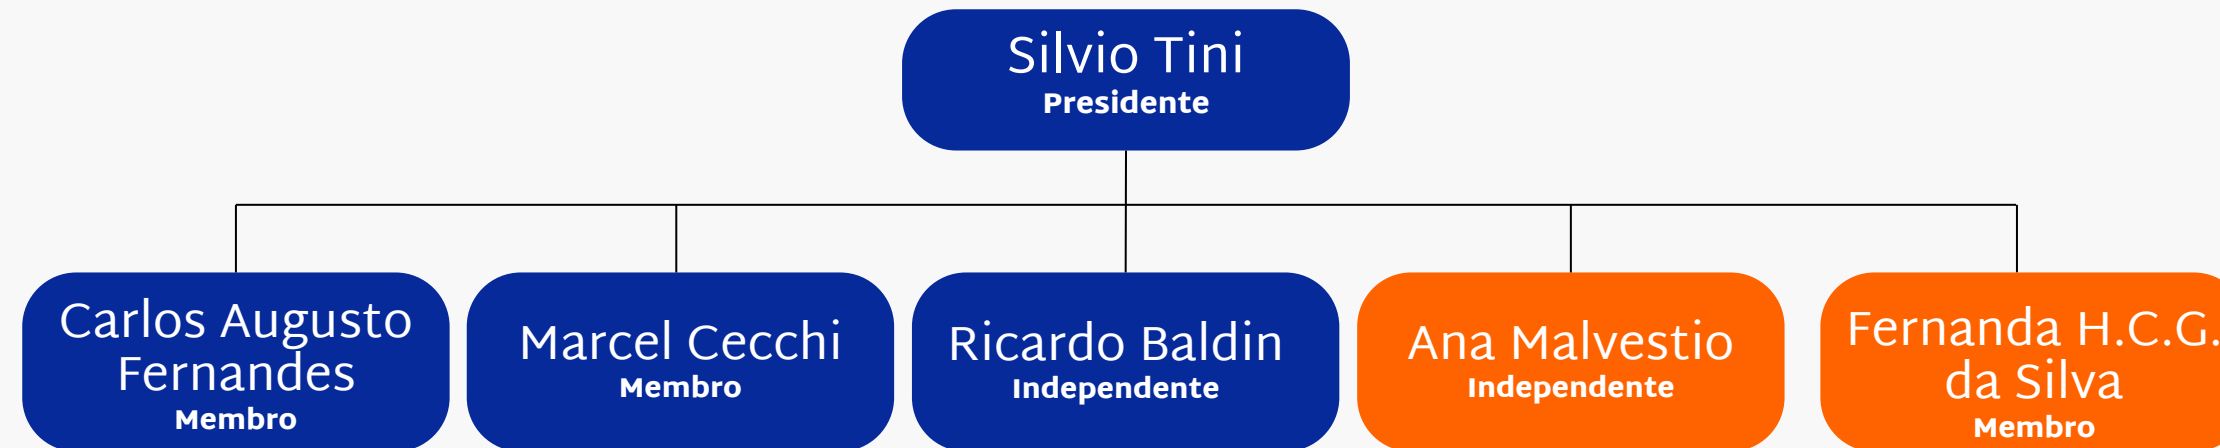 Silvio Tini
Presidente
Carlos Augusto
Fernandes
Membro
Marcel Cecchi
Membro
Ricardo Baldin
Independente
Ana Malvestio
Independente
Fernanda H.C.G.
da Silva
Membro